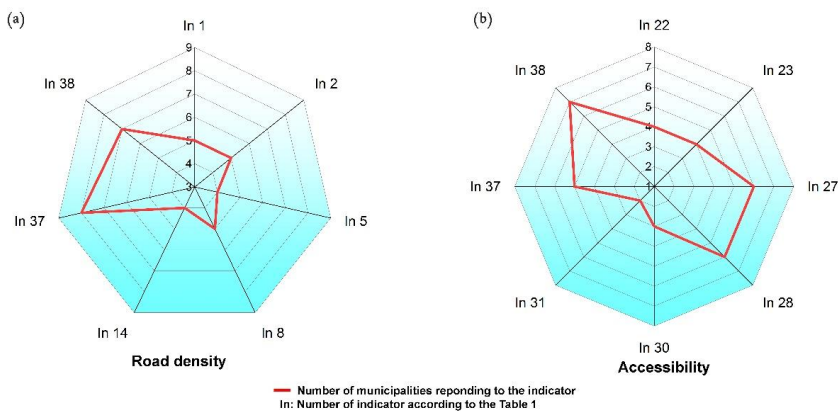 (a)
In 1
9
8
7
6
5
4
3
In 2
In 5
In 8
In 14
In 37
In 38
Road density
(b)
In 22
8
7
6
5
4
3
2
1
In 23
In 27
In 28
In 30
In 31
In 37
In 38
Accessibility
Number of municipalities reponding to the indicator
In: Number of indicator according to the Table 1